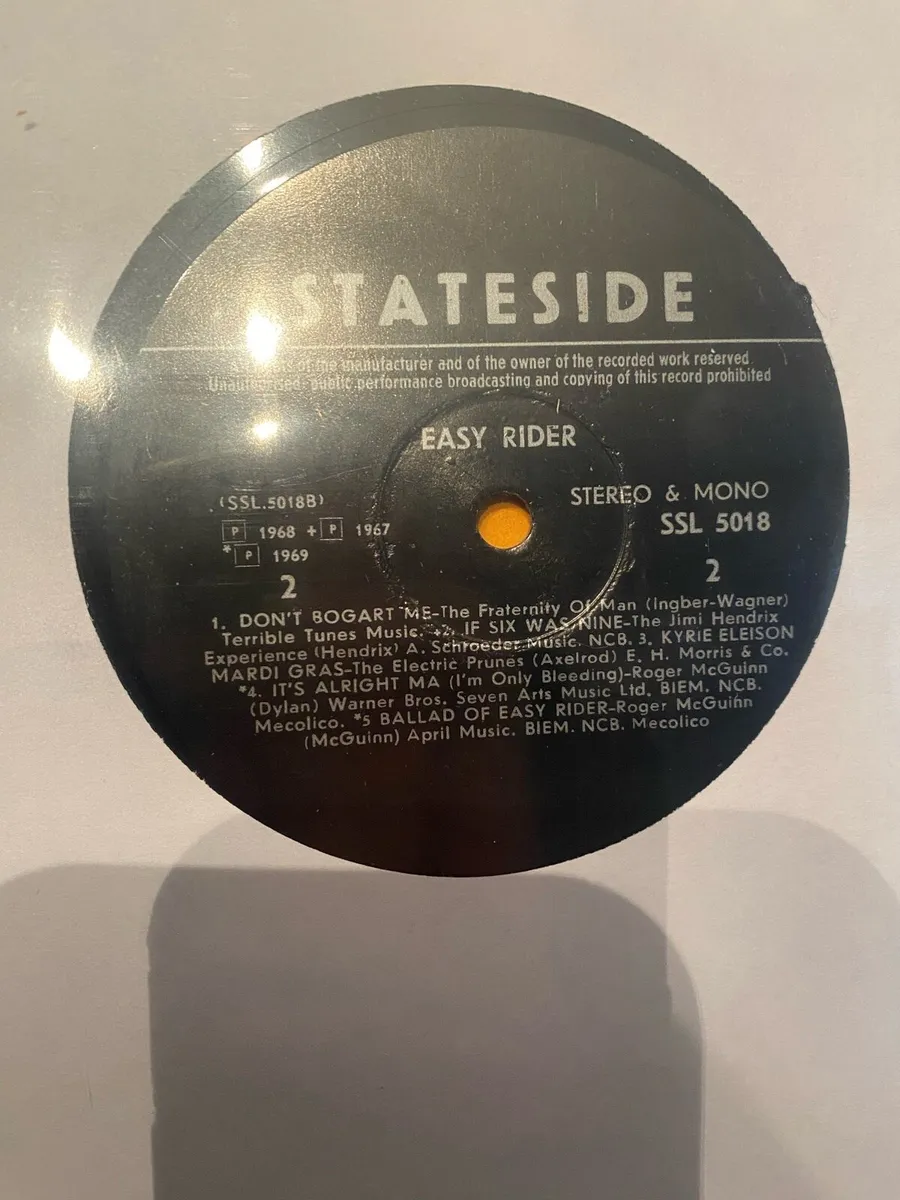 STATESIDE
the manufacturer and of the owner of the recorded work reserved
Unauthorised public performance broadcasting and copying of this record prohibited
EASY RIDER
(SSL.5018B)
STEREO & MONO
Ⓟ 1968 + Ⓟ 1967
SSL 5018
*Ⓟ 1969
2
2
1. DON'T BOGART ME-The Fraternity Of Man (Ingber-Wagner)
Terrible Tunes Music. +2. IF SIX WAS NINE-The Jimi Hendrix
Experience (Hendrix) A. Schroeder Music. NCB. 3. KYRIE ELEISON
MARDI GRAS-The Electric Prunes (Axelrod) E. H. Morris & Co.
*4. IT'S ALRIGHT MA (I'm Only Bleeding)-Roger McGuinn
(Dylan) Warner Bros. Seven Arts Music Ltd. BIEM. NCB.
Mecolico. *5 BALLAD OF EASY RIDER-Roger McGuinn
(McGuinn) April Music. BIEM. NCB. Mecolico